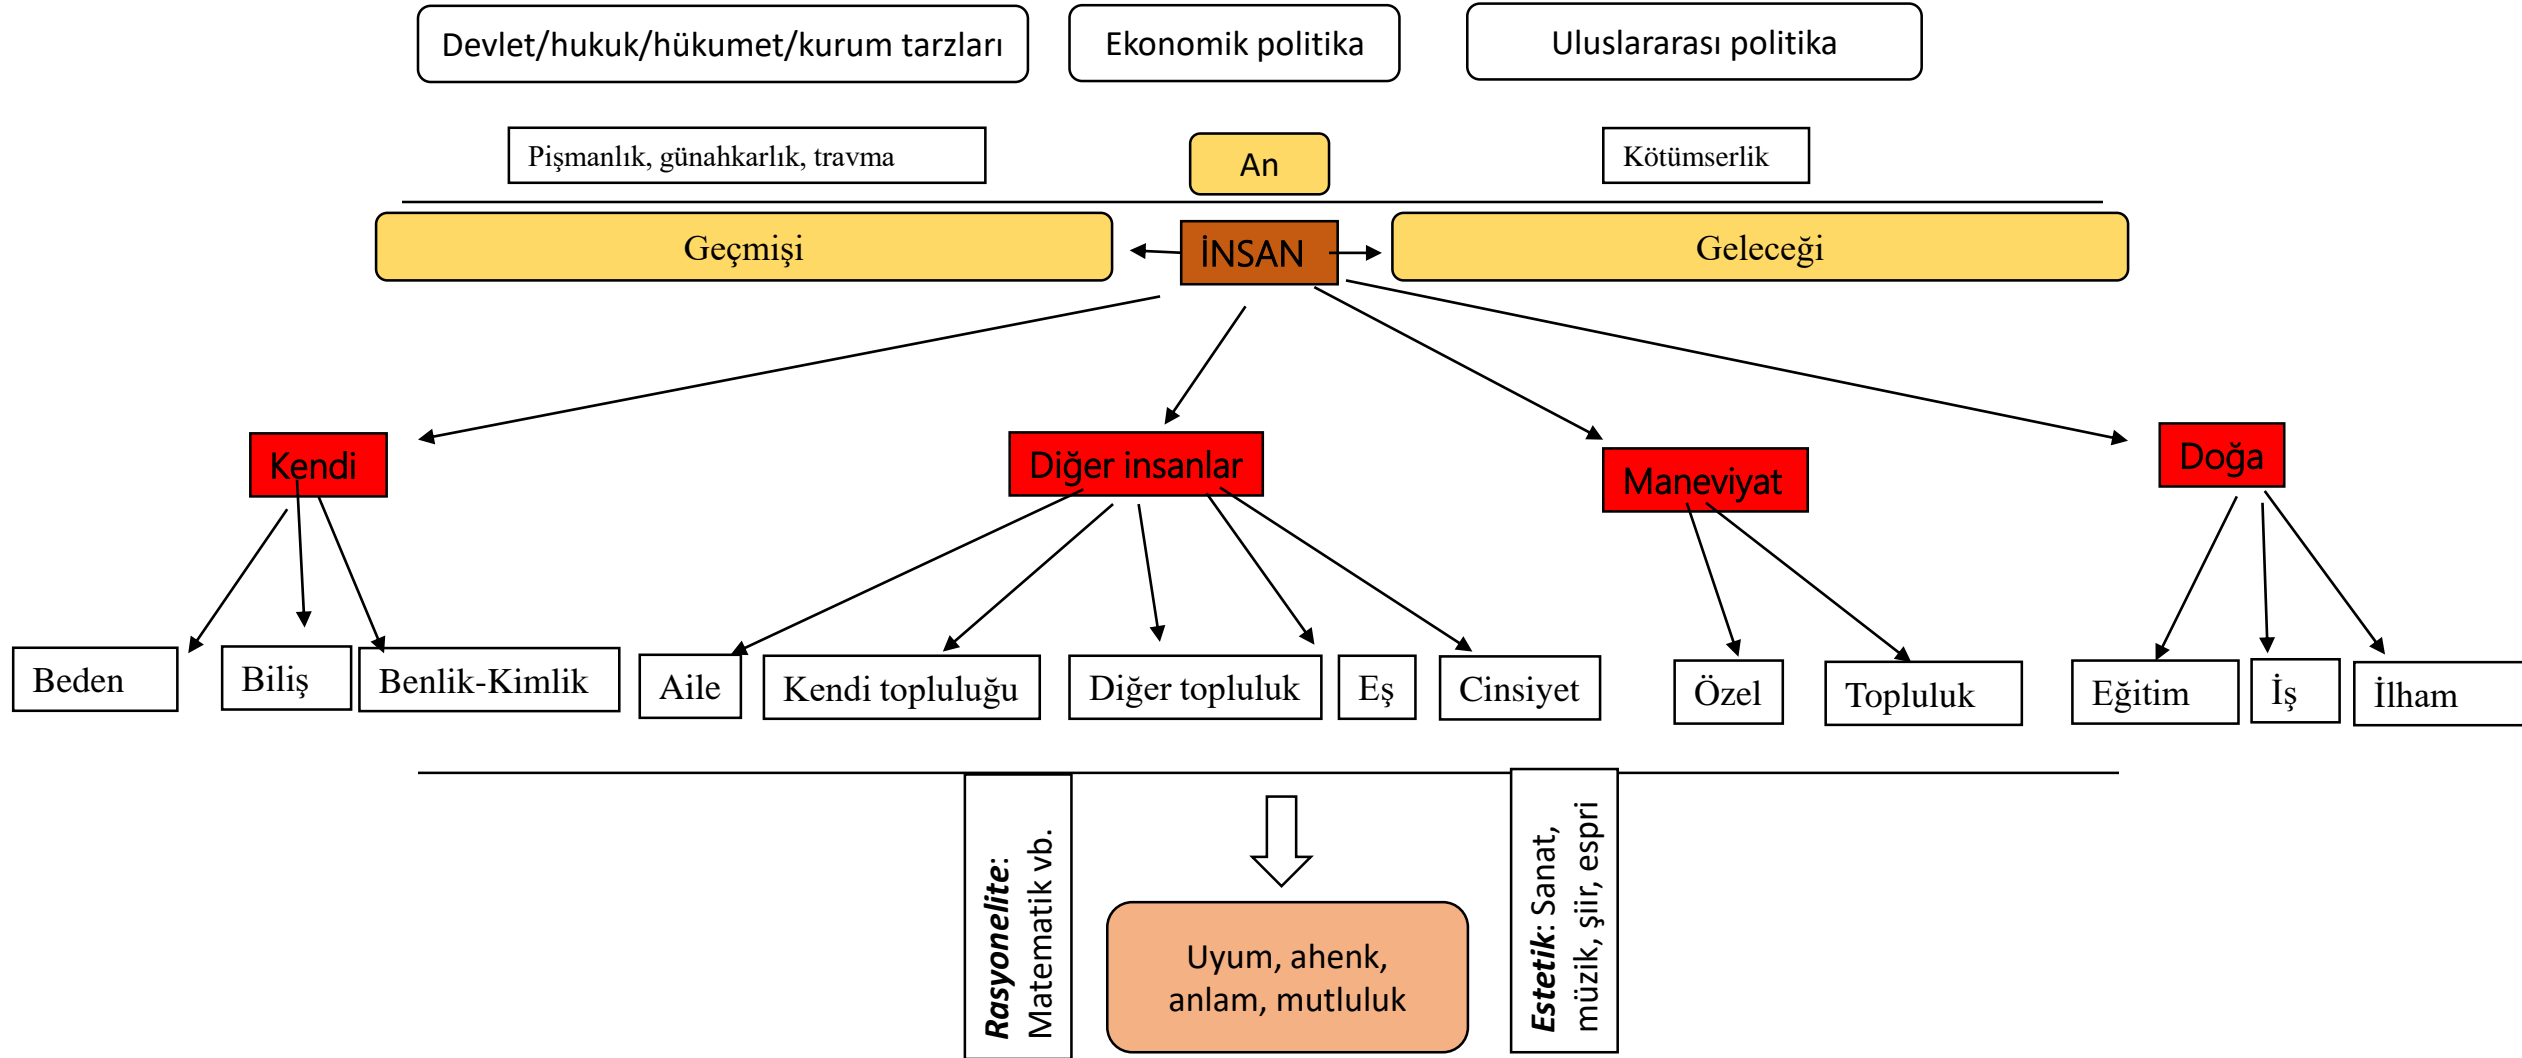 Devlet/hukuk/hükumet/kurum tarzları
Ekonomik politika
Uluslararası politika
Pişmanlık, günahkarlık, travma
An
Kötümserlik
Geçmişi
İNSAN
Geleceği
Kendi
Diğer insanlar
Maneviyat
Doğa
Beden
Biliş
Benlik-Kimlik
Aile
Kendi topluluğu
Diğer topluluk
Eş
Cinsiyet
Özel
Topluluk
Eğitim
İş
İlham
Rasyonelite:
Matematik vb.
Uyum, ahenk,
anlam, mutluluk
Estetik: Sanat,
müzik, şiir, espri